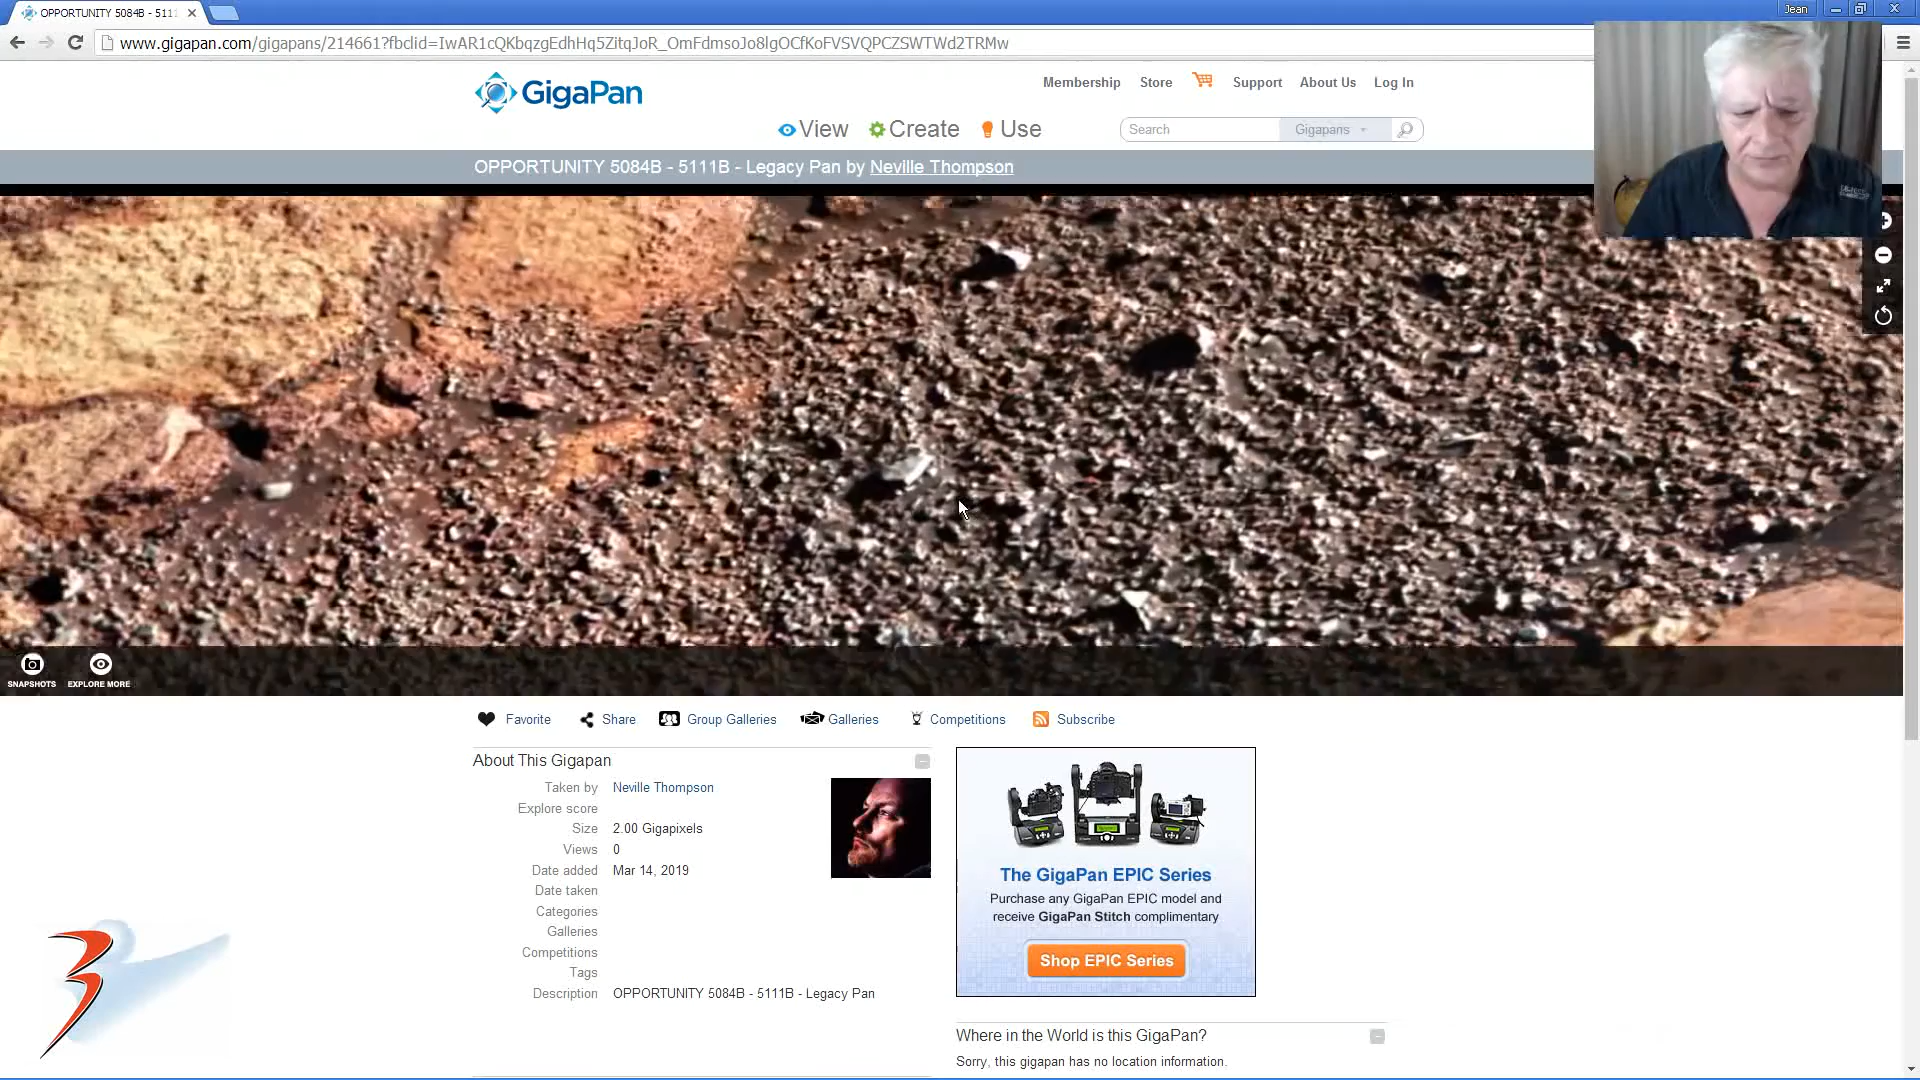 OPPORTUNITY 5084B - 511
Jean
www.gigapan.com/gigapans/214661?fbclid=IwAR1cQKbqzgEdhHq5ZitqJoR_OmFdmsoJo8lgOCfKoFVSVQPCZSWTWd2TRMw
Membership Store Support About Us Log In
GigaPan
View Create Use Search Gigapans
OPPORTUNITY 5084B - 5111B - Legacy Pan by Neville Thompson
SNAPSHOTS EXPLORE MORE
Favorite Share Group Galleries Galleries Competitions Subscribe
About This Gigapan
Taken by Neville Thompson
Explore score
Size 2.00 Gigapixels
Views 0
Date added Mar 14, 2019
Date taken
Categories
Galleries
Competitions
Tags
Description OPPORTUNITY 5084B - 5111B - Legacy Pan
The GigaPan EPIC Series
Purchase any GigaPan EPIC model and
receive GigaPan Stitch complimentary
Shop EPIC Series
Where in the World is this GigaPan?
Sorry, this gigapan has no location information.